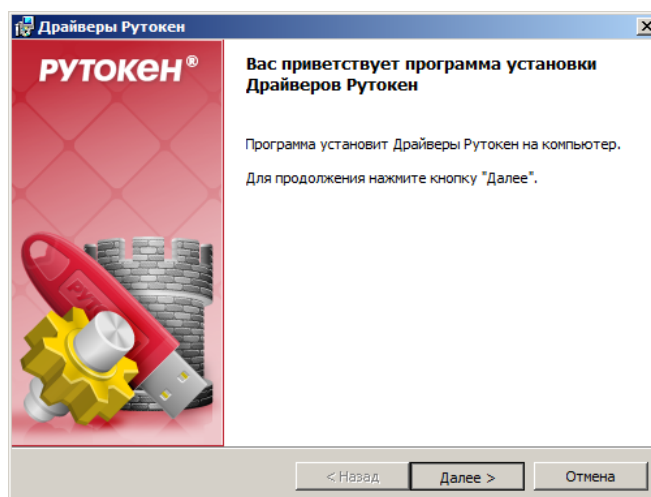 Драйверы Рутокен
РУТОКЕН®
Вас приветствует программа установки
Драйверов Рутокен
Программа установит Драйверы Рутокен на компьютер.
Для продолжения нажмите кнопку "Далее".
< Назад
Далее >
Отмена